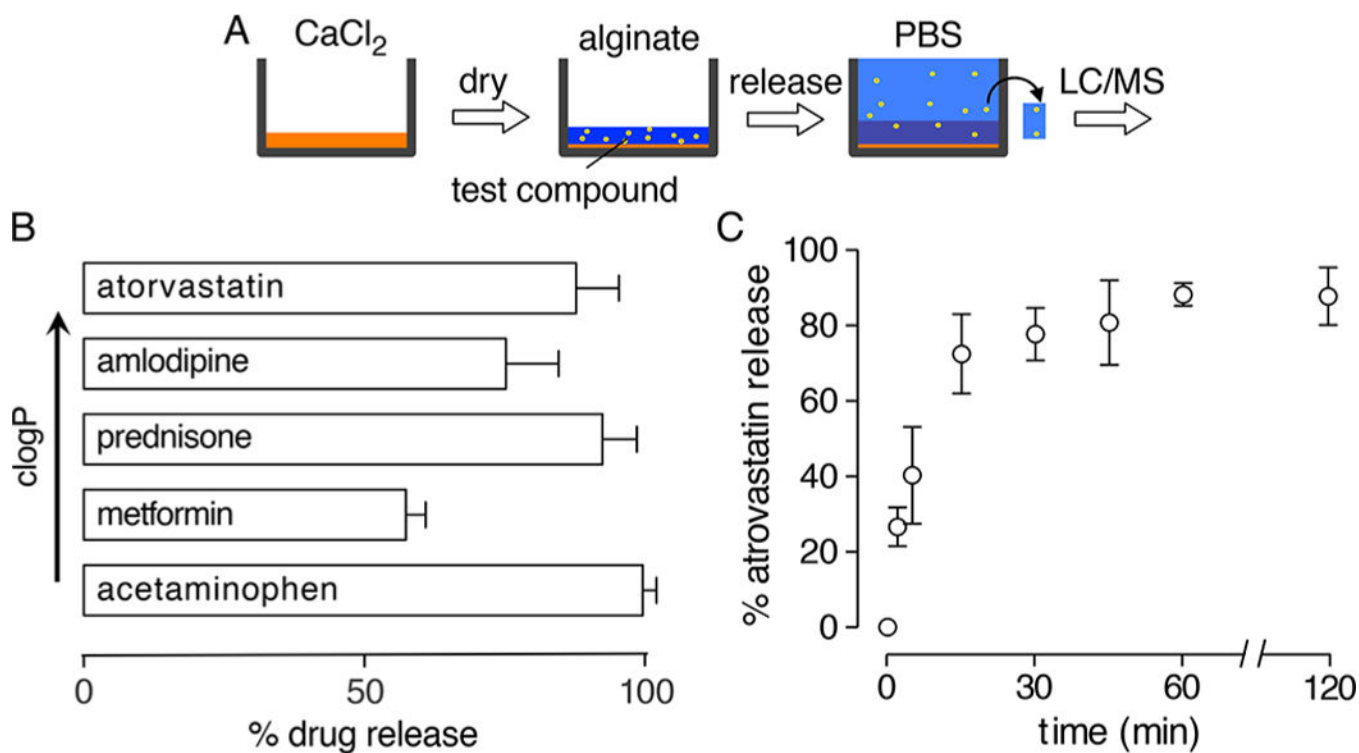 A
CaCl2
dry
alginate
test compound
release
PBS
LC/MS
B
clogP
atorvastatin
amlodipine
prednisone
metformin
acetaminophen
0 50 100
% drug release
C
% atrovastatin release
100
80
60
40
20
0
0 30 60 120
time (min)